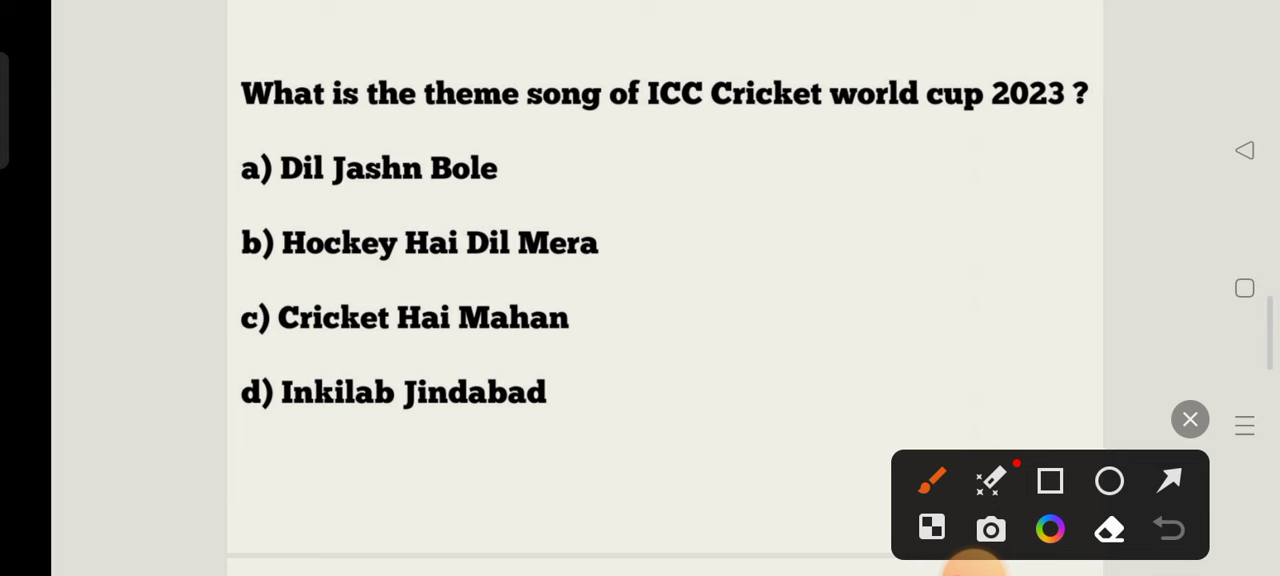 What is the theme song of ICC Cricket world cup 2023 ?
a) Dil Jashn Bole
b) Hockey Hai Dil Mera
c) Cricket Hai Mahan
d) Inkilab Jindabad